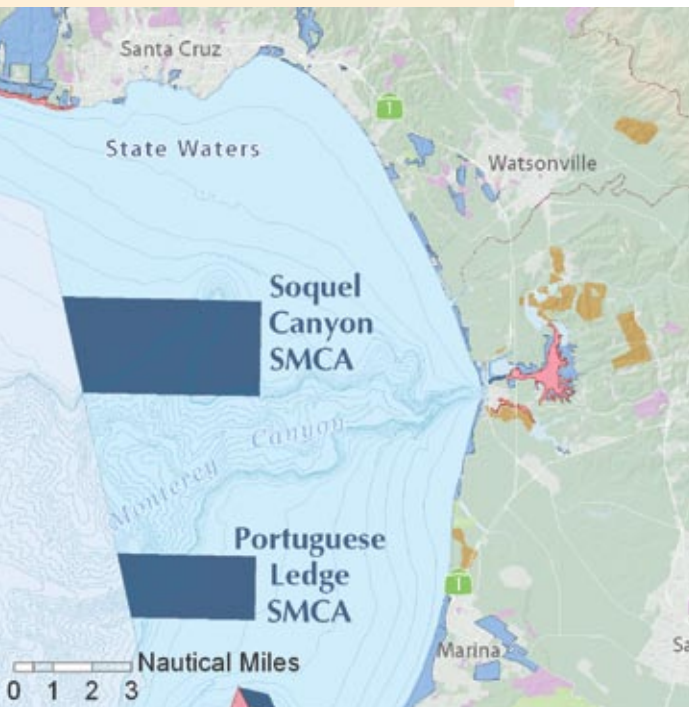 Santa Cruz
1
State Waters
Watsonville
Soquel
Canyon
SMCA
Monterey Canyon
Portuguese
Ledge
SMCA
1
Marina
Sa
Nautical Miles
0 1 2 3